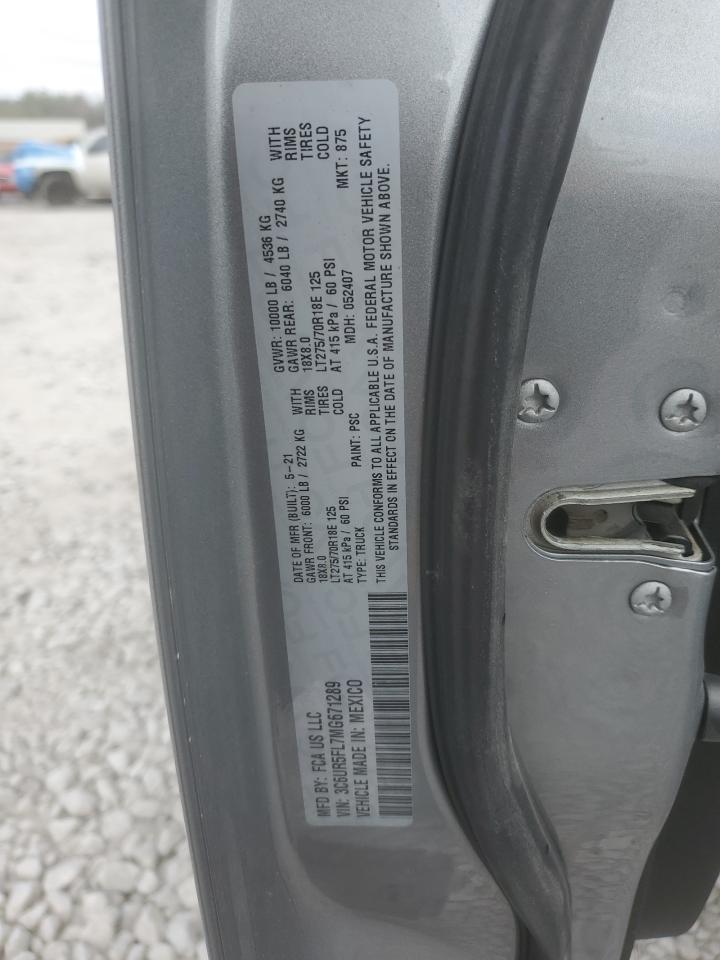 MFD BY: FCA US LLC
VIN: 3C6UR5FL7MG671289
VEHICLE MADE IN: MEXICO
DATE OF MFR (BUILT): 5-21
GAWR FRONT: 6000 LB / 2722 KG WITH
18X8.0 RIMS
LT275/70R18E 125 TIRES
AT 415 kPa / 60 PSI COLD
TYPE: TRUCK PAINT: PSC
GVWR: 10000 LB / 4536 KG
GAWR REAR: 6040 LB / 2740 KG WITH
18X8.0 RIMS
LT275/70R18E 125 TIRES
AT 415 kPa / 60 PSI COLD
MDH: 052407 MKT: 875
THIS VEHICLE CONFORMS TO ALL APPLICABLE U.S.A. FEDERAL MOTOR VEHICLE SAFETY
STANDARDS IN EFFECT ON THE DATE OF MANUFACTURE SHOWN ABOVE.